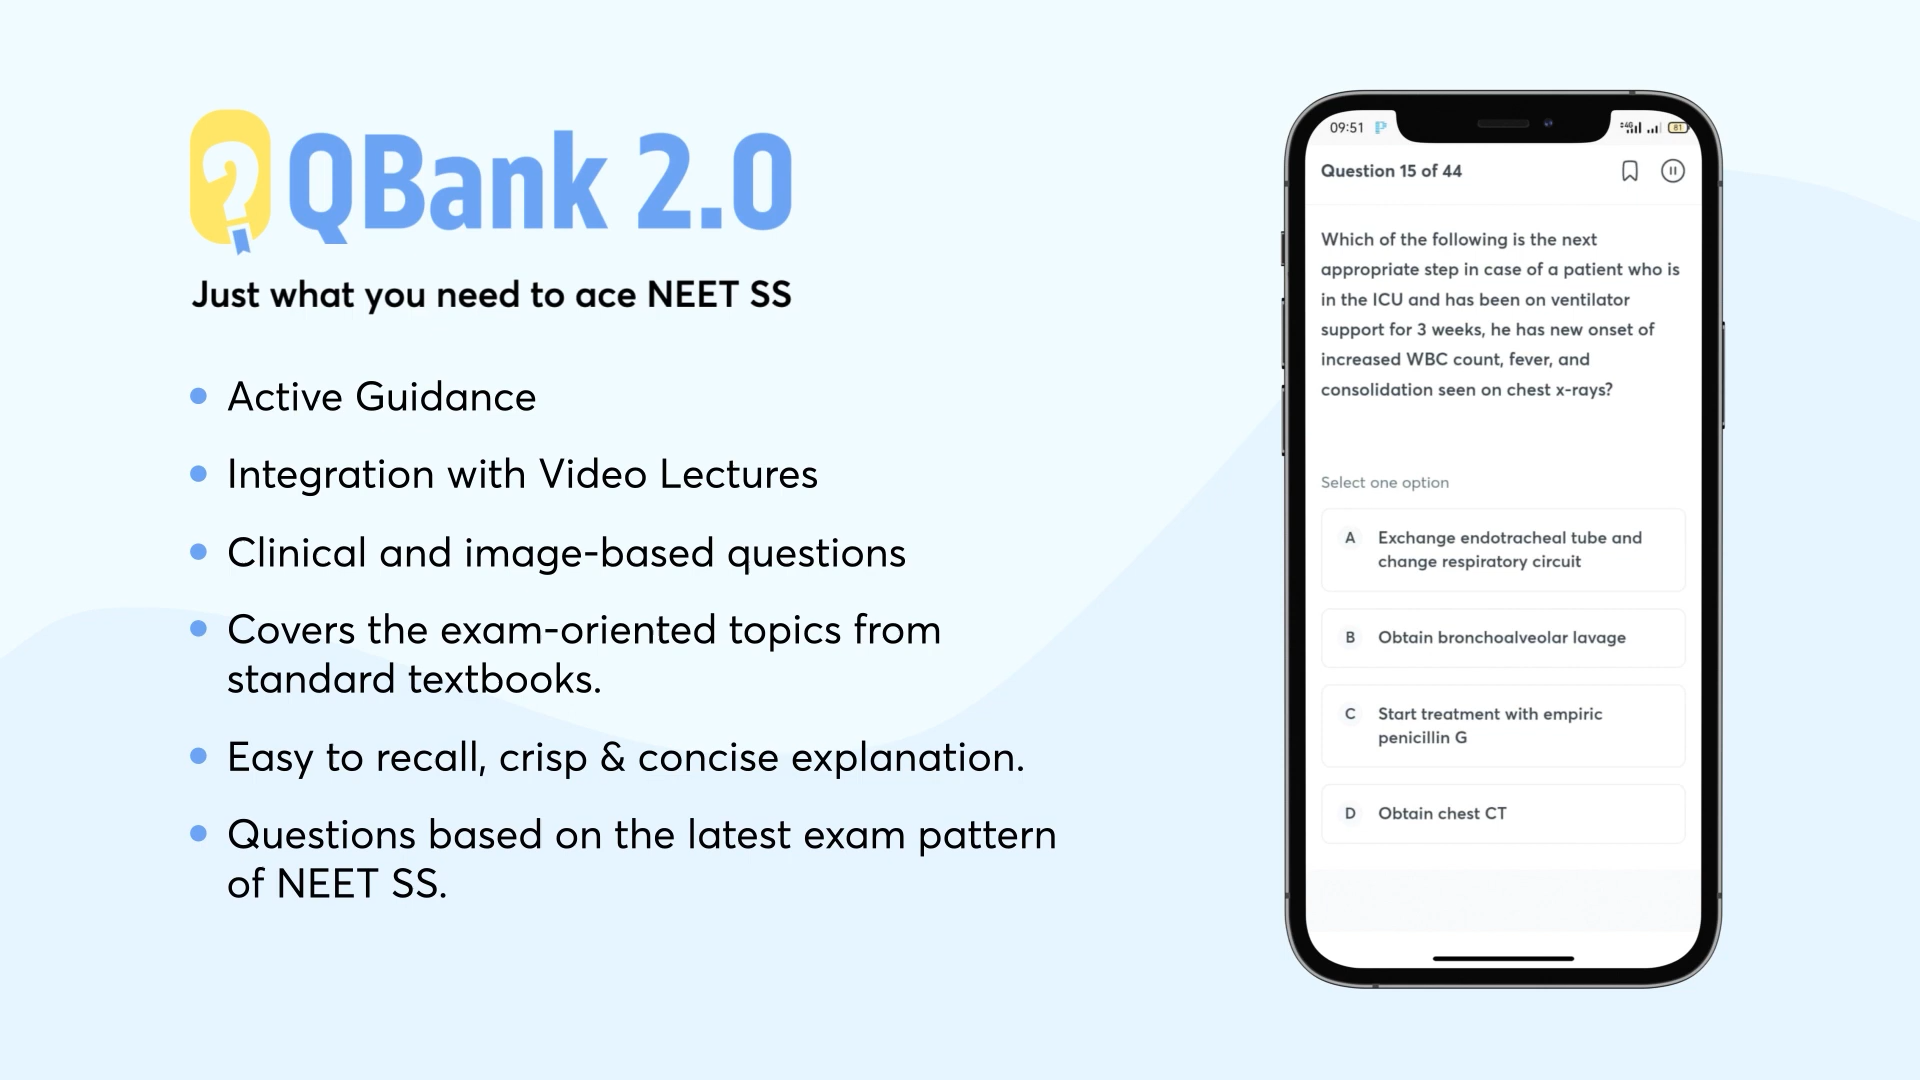 QBank 2.0
Just what you need to ace NEET SS
• Active Guidance
• Integration with Video Lectures
• Clinical and image-based questions
• Covers the exam-oriented topics from
standard textbooks.
• Easy to recall, crisp & concise explanation.
• Questions based on the latest exam pattern
of NEET SS.
09:51
4G
81
Question 15 of 44
Which of the following is the next
appropriate step in case of a patient who is
in the ICU and has been on ventilator
support for 3 weeks, he has new onset of
increased WBC count, fever, and
consolidation seen on chest x-rays?
Select one option
A Exchange endotracheal tube and
change respiratory circuit
B Obtain bronchoalveolar lavage
C Start treatment with empiric
penicillin G
D Obtain chest CT